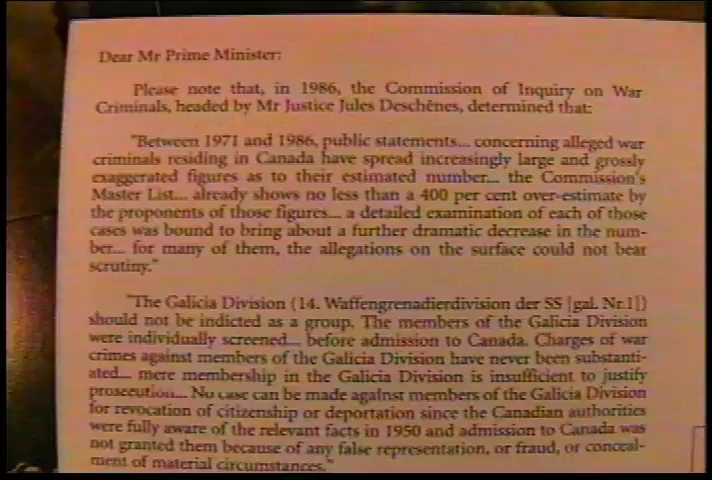 Dear Mr Prime Minister:
Please note that, in 1986, the Commission of Inquiry on War
Criminals, headed by Mr Justice Jules Deschênes, determined that:
"Between 1971 and 1986, public statements... concerning alleged war
criminals residing in Canada have spread increasingly large and grossly
exaggerated figures as to their estimated number... the Commission's
Master List... already shows no less than a 400 per cent over-estimate by
the proponents of those figures... a detailed examination of each of those
cases was bound to bring about a further dramatic decrease in the num-
ber... for many of them, the allegations on the surface could not bear
scrutiny."
"The Galicia Division (14. Waffengrenadierdivision der SS [gal. Nr.1])
should not be indicted as a group. The members of the Galicia Division
were individually screened... before admission to Canada. Charges of war
crimes against members of the Galicia Division have never been substanti-
ated... mere membership in the Galicia Division is insufficient to justify
prosecution... No case can be made against members of the Galicia Division
for revocation of citizenship or deportation since the Canadian authorities
were fully aware of the relevant facts in 1950 and admission to Canada was
not granted them because of any false representation, or fraud, or conceal-
ment of material circumstances."